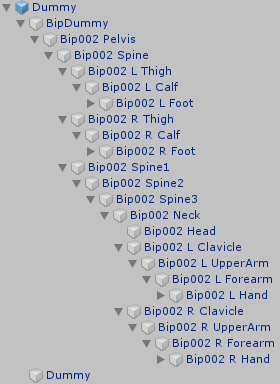 Dummy
BipDummy
Bip002 Pelvis
Bip002 Spine
Bip002 L Thigh
Bip002 L Calf
Bip002 L Foot
Bip002 R Thigh
Bip002 R Calf
Bip002 R Foot
Bip002 Spine1
Bip002 Spine2
Bip002 Spine3
Bip002 Neck
Bip002 Head
Bip002 L Clavicle
Bip002 L UpperArm
Bip002 L Forearm
Bip002 L Hand
Bip002 R Clavicle
Bip002 R UpperArm
Bip002 R Forearm
Bip002 R Hand
Dummy